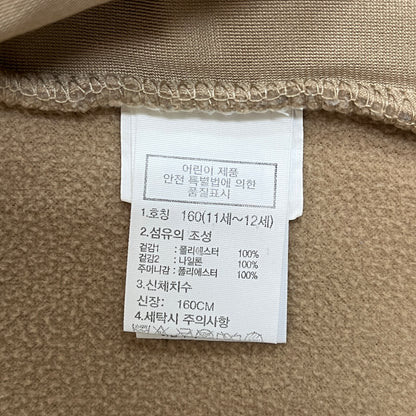 어린이 제품
안전 특별법에 의한
품질표시
1.호칭 160(11세~12세)
2.섬유의 조성
겉감1 : 폴리에스터 100%
겉감2 : 나일론 100%
주머니감 : 폴리에스터 100%
3.신체치수
신장: 160CM
4.세탁시 주의사항